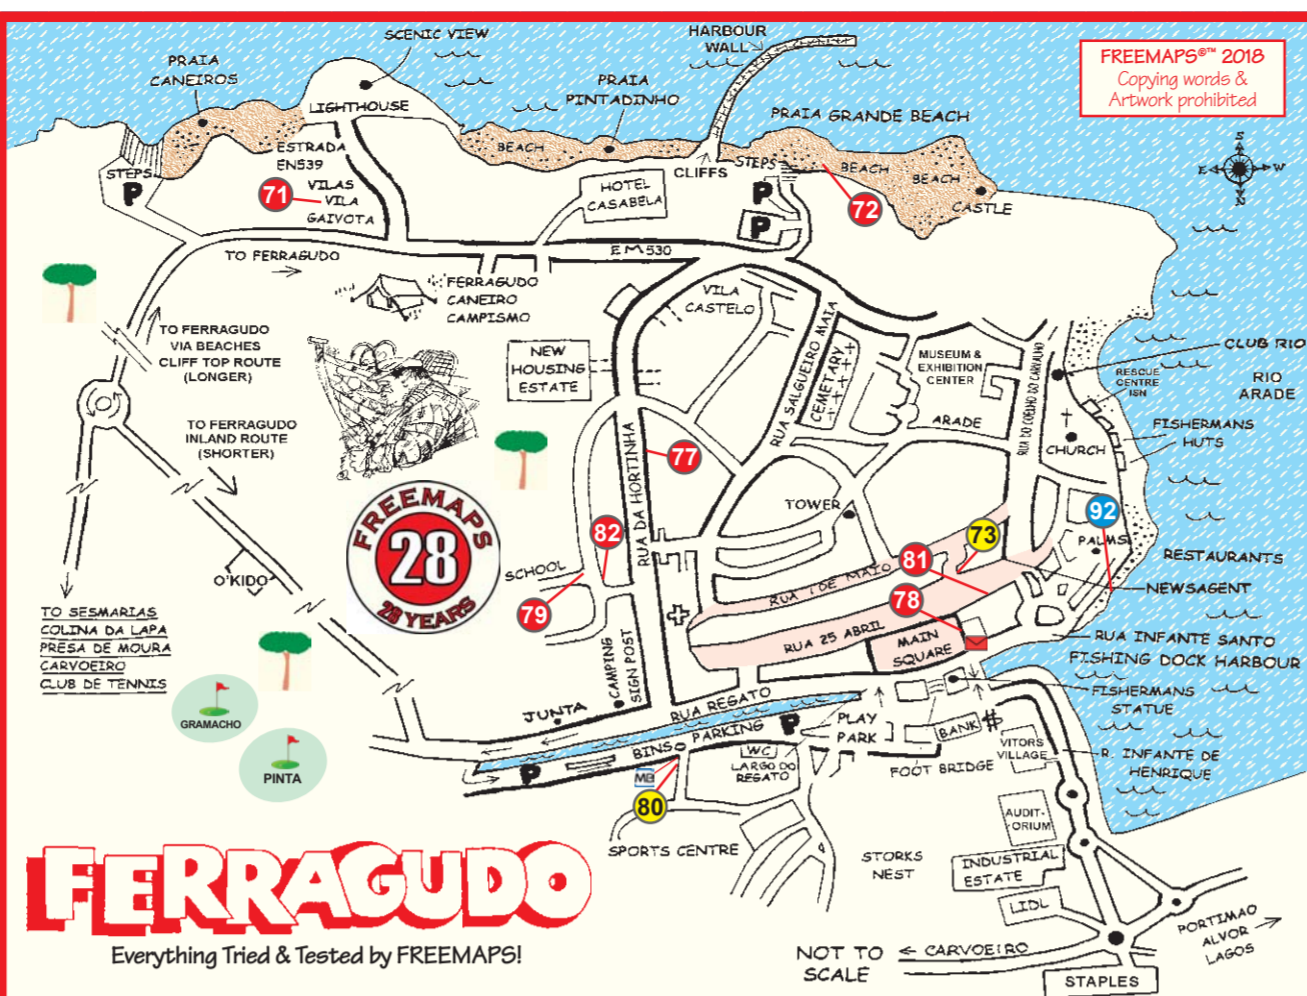 SCENIC VIEW
HARBOUR
WALL
FREEMAPS®™ 2018
Copying words &
Artwork prohibited
PRAIA
CANEIROS
PRAIA
PINTADINHO
PRAIA GRANDE BEACH
LIGHTHOUSE
S
E
W
N
ESTRADA
EN539
BEACH
CLIFFS
STEPS
BEACH
BEACH
STEPS
P
71
VILAS
VILA
GAIVOTA
HOTEL
CASABELA
P
P
72
CASTLE
TO FERRAGUDO
EM530
FERRAGUDO
CANEIRO
CAMPISMO
VILA
CASTELO
TO FERRAGUDO
VIA BEACHES
CLIFF TOP ROUTE
(LONGER)
NEW
HOUSING
ESTATE
RUA SALGUEIRO MAIA
CEMETARY
MUSEUM &
EXHIBITION
CENTER
RUA DO COELHO DO CARVALHO
CLUB RIO
RESCUE
CENTRE
ISN
RIO
ARADE
TO FERRAGUDO
INLAND ROUTE
(SHORTER)
ARADE
FISHERMANS
HUTS
CHURCH
RUA DA HORTINHA
77
FREEMAPS
28
28 YEARS
TOWER
82
73
92
PALMS
RESTAURANTS
O'KIDO
SCHOOL
79
81
NEWSAGENT
RUA 1 DE MAIO
78
TO SESMARIAS
COLINA DA LAPA
PRESA DE MOURA
CARVOEIRO
CLUB DE TENNIS
RUA 25 ABRIL
MAIN
SQUARE
RUA INFANTE SANTO
FISHING DOCK HARBOUR
CAMPING
SIGN POST
FISHERMANS
STATUE
GRAMACHO
JUNTA
RUA REGATO
PLAY
PARK
BANK
$
VITORS
VILLAGE
R. INFANTE DE
HENRIQUE
PINTA
P
BINS
PARKING
P
WC
LARGO DO
REGATO
FOOT BRIDGE
MB
80
AUDIT-
ORIUM
SPORTS CENTRE
STORKS
NEST
INDUSTRIAL
ESTATE
FERRAGUDO
LIDL
PORTIMAO
ALVOR
LAGOS
Everything Tried & Tested by FREEMAPS!
NOT TO
SCALE
CARVOEIRO
STAPLES